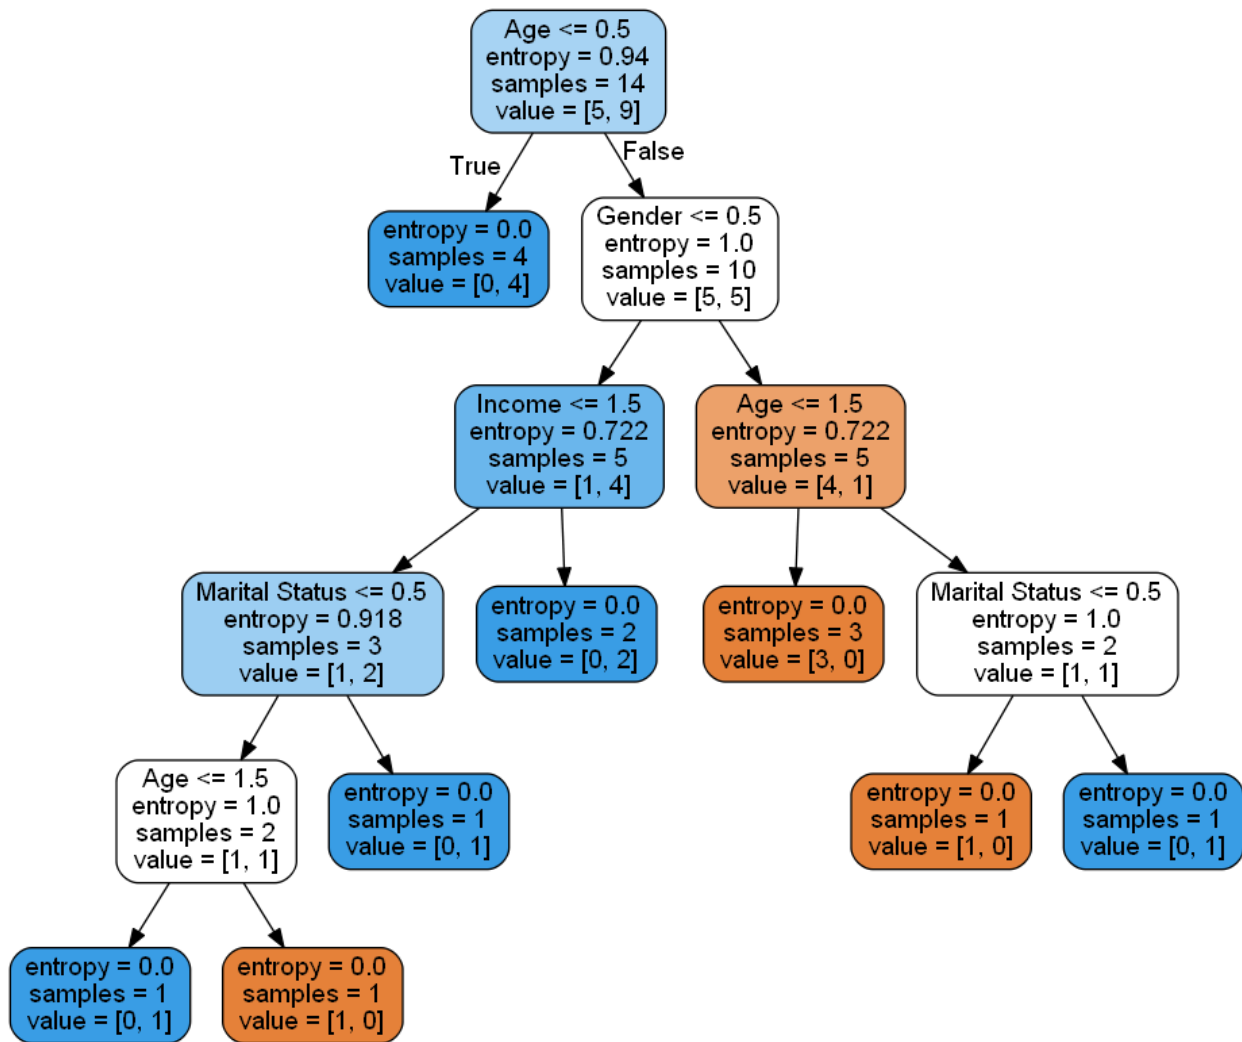 Age <= 0.5
entropy = 0.94
samples = 14
value = [5, 9]
True
False
entropy = 0.0
samples = 4
value = [0, 4]
Gender <= 0.5
entropy = 1.0
samples = 10
value = [5, 5]
Income <= 1.5
entropy = 0.722
samples = 5
value = [1, 4]
Age <= 1.5
entropy = 0.722
samples = 5
value = [4, 1]
Marital Status <= 0.5
entropy = 0.918
samples = 3
value = [1, 2]
entropy = 0.0
samples = 2
value = [0, 2]
entropy = 0.0
samples = 3
value = [3, 0]
Marital Status <= 0.5
entropy = 1.0
samples = 2
value = [1, 1]
Age <= 1.5
entropy = 1.0
samples = 2
value = [1, 1]
entropy = 0.0
samples = 1
value = [0, 1]
entropy = 0.0
samples = 1
value = [1, 0]
entropy = 0.0
samples = 1
value = [0, 1]
entropy = 0.0
samples = 1
value = [0, 1]
entropy = 0.0
samples = 1
value = [1, 0]